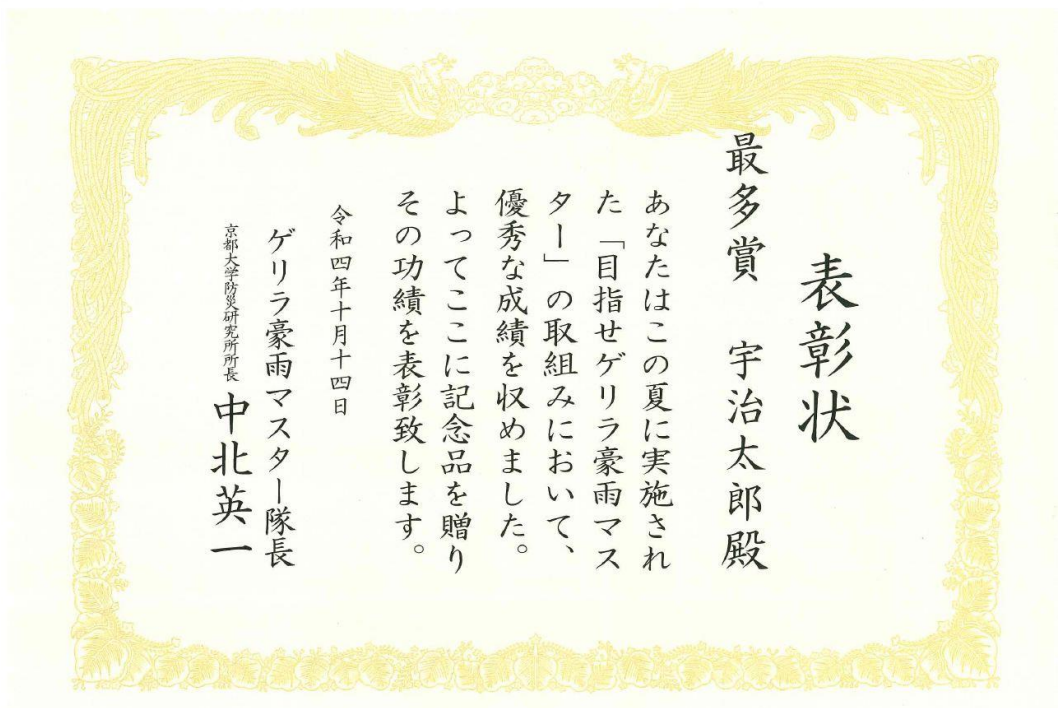 表彰状
最多賞　宇治太郎殿
あなたはこの夏に実施され
た「目指せゲリラ豪雨マス
ター」の取組みにおいて、
優秀な成績を収めました。
よってここに記念品を贈り
その功績を表彰致します。
令和四年十月十四日
ゲリラ豪雨マスター隊長
京都大学防災研究所所長　中北英一